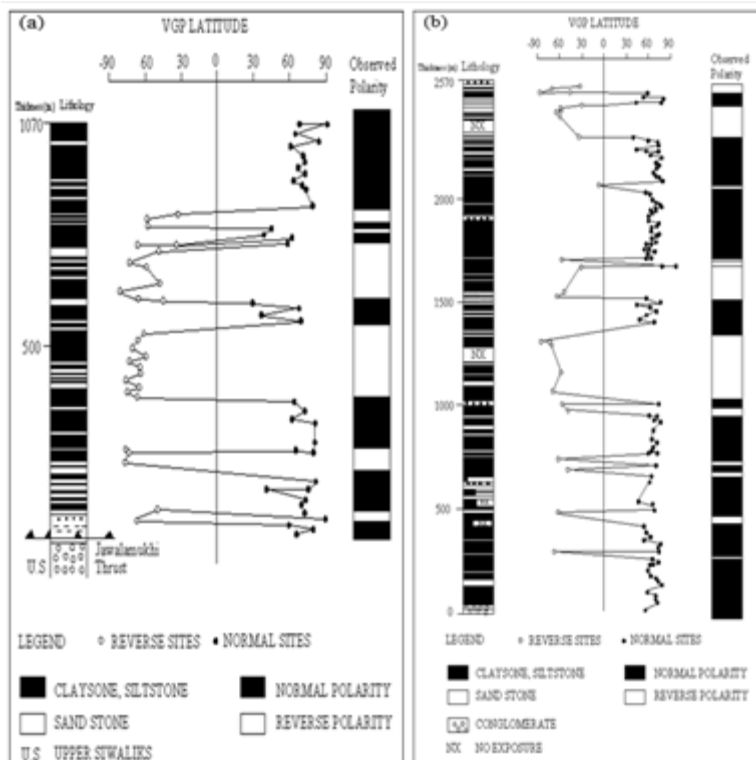 (a)
VGP LATITUDE
-90 60 30 0 30 60 90
Observed
Polarity
Thickness(m) Lithology
1070
500
U.S
Jawalamukhi
Thrust
LEGEND REVERSE SITES NORMAL SITES
CLAYSONE, SILTSTONE NORMAL POLARITY
SAND STONE REVERSE POLARITY
U.S UPPER SIWALIKS
(b)
VGP LATITUDE
-90 -60 -30 0 30 60 90
Thickness(m) Lithology
Observed
Polarity
2570
NX
2000
1500
NX
1000
500
0
LEGEND REVERSE SITES NORMAL SITES
CLAYSONE, SILTSTONE NORMAL POLARITY
SAND STONE REVERSE POLARITY
CONGLOMERATE
NX NO EXPOSURE